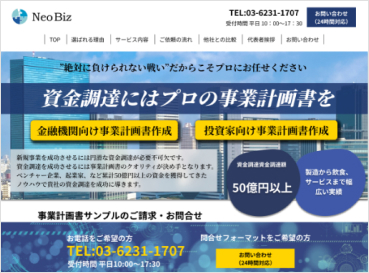 Neo Biz
TEL:03-6231-1707
受付時間 平日 10：00～17：30
お問い合わせ
（24時間対応）
TOP
選ばれる理由
サービス内容
ご依頼の流れ
他社との比較
代表者挨拶
お問い合わせ
"絶対に負けられない戦い"だからこそプロにお任せください
資金調達にはプロの事業計画書を
金融機関向け事業計画書作成
投資家向け事業計画書作成
新規事業を成功させるには円滑な資金調達が必要不可欠です。
資金調達を成功させるには事業計画書のクオリティが決め手となります。
ベンチャー企業、起業家、など累計50億円以上の資金を獲得してきた
ノウハウで貴社の資金調達を成功に導きます。
資金調達資金調達額
50億円以上
製造から飲食、
サービスまで幅
広い実績
事業計画書サンプルのご請求・お問合せ
お電話をご希望の方
TEL:03-6231-1707
受付時間 平日10:00～17:30
問合せフォーマットをご希望の方
お問い合わせ
（24時間対応）